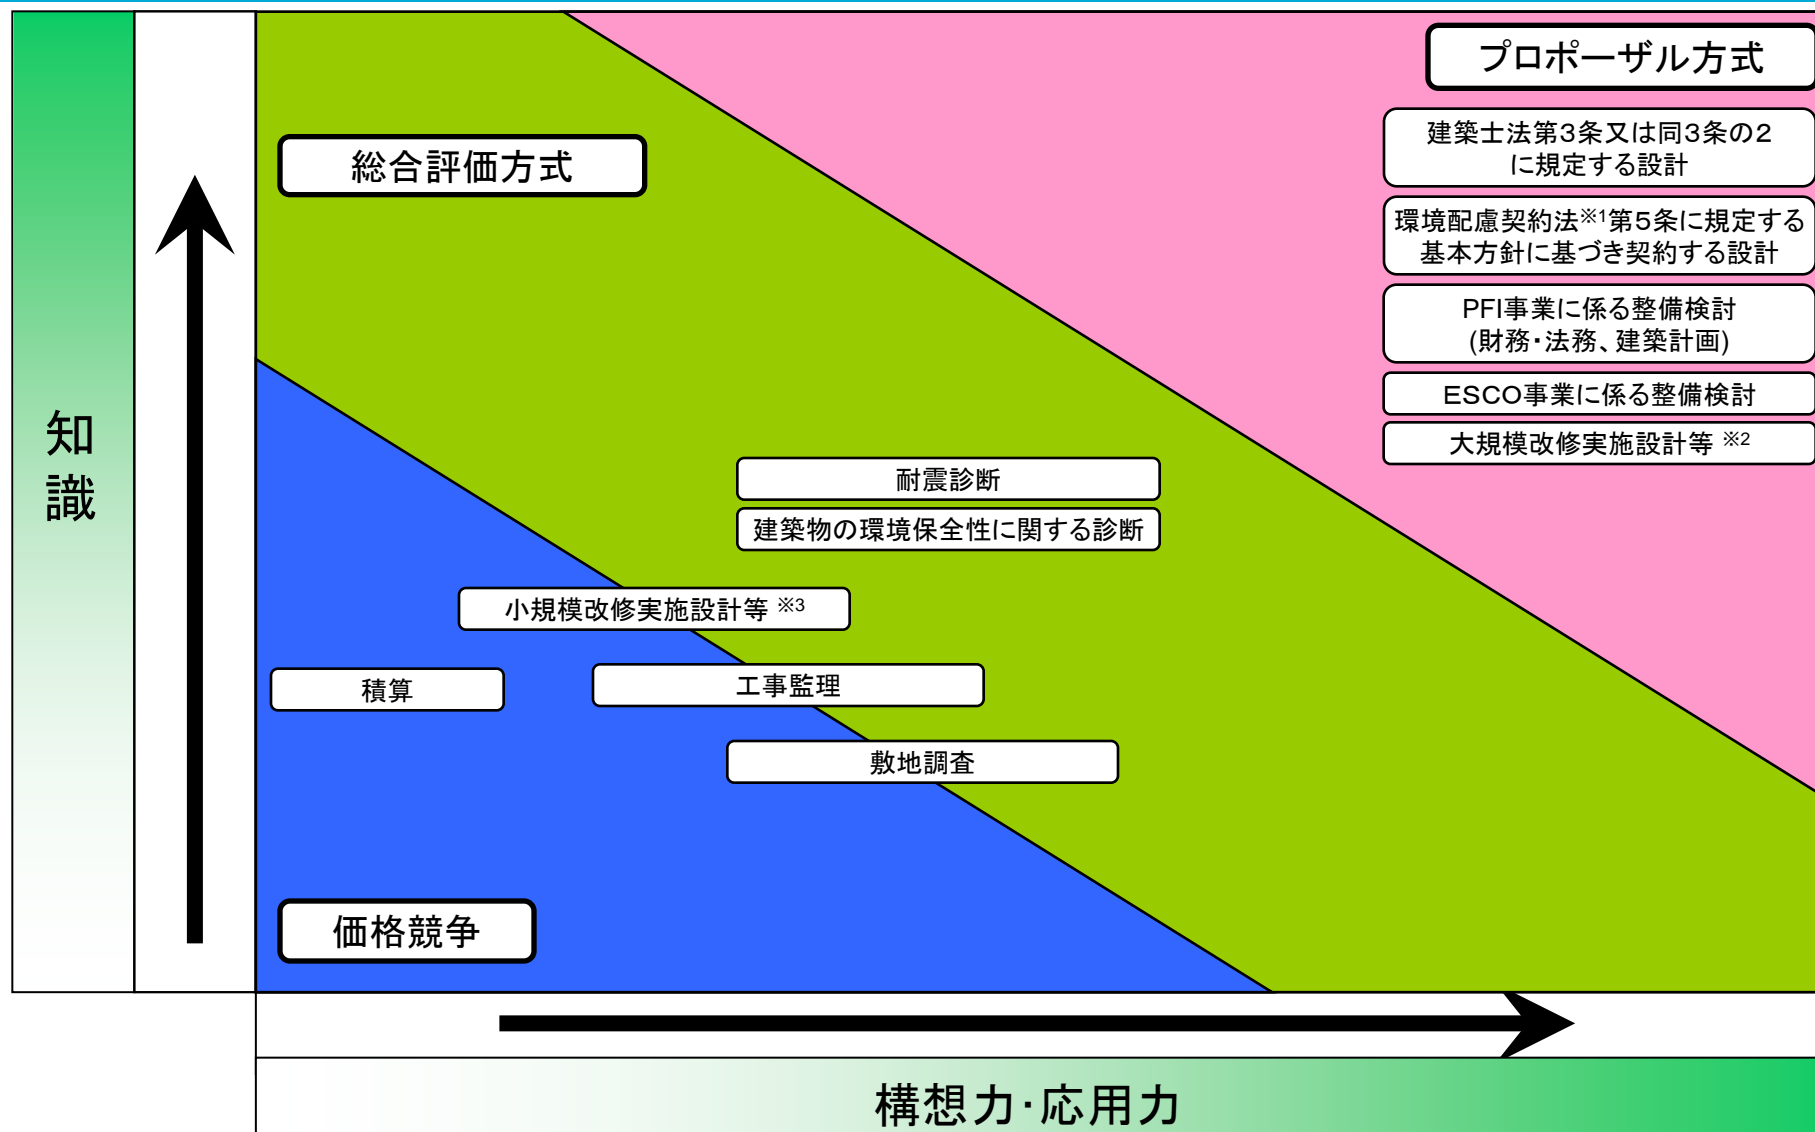 プロポーザル方式
建築士法第3条又は同3条の2
に規定する設計
環境配慮契約法※1第5条に規定する
基本方針に基づき契約する設計
PFI事業に係る整備検討
(財務・法務、建築計画)
ESCO事業に係る整備検討
大規模改修実施設計等 ※2
総合評価方式
知
識
耐震診断
建築物の環境保全性に関する診断
小規模改修実施設計等 ※3
積算
工事監理
敷地調査
価格競争
構想力・応用力